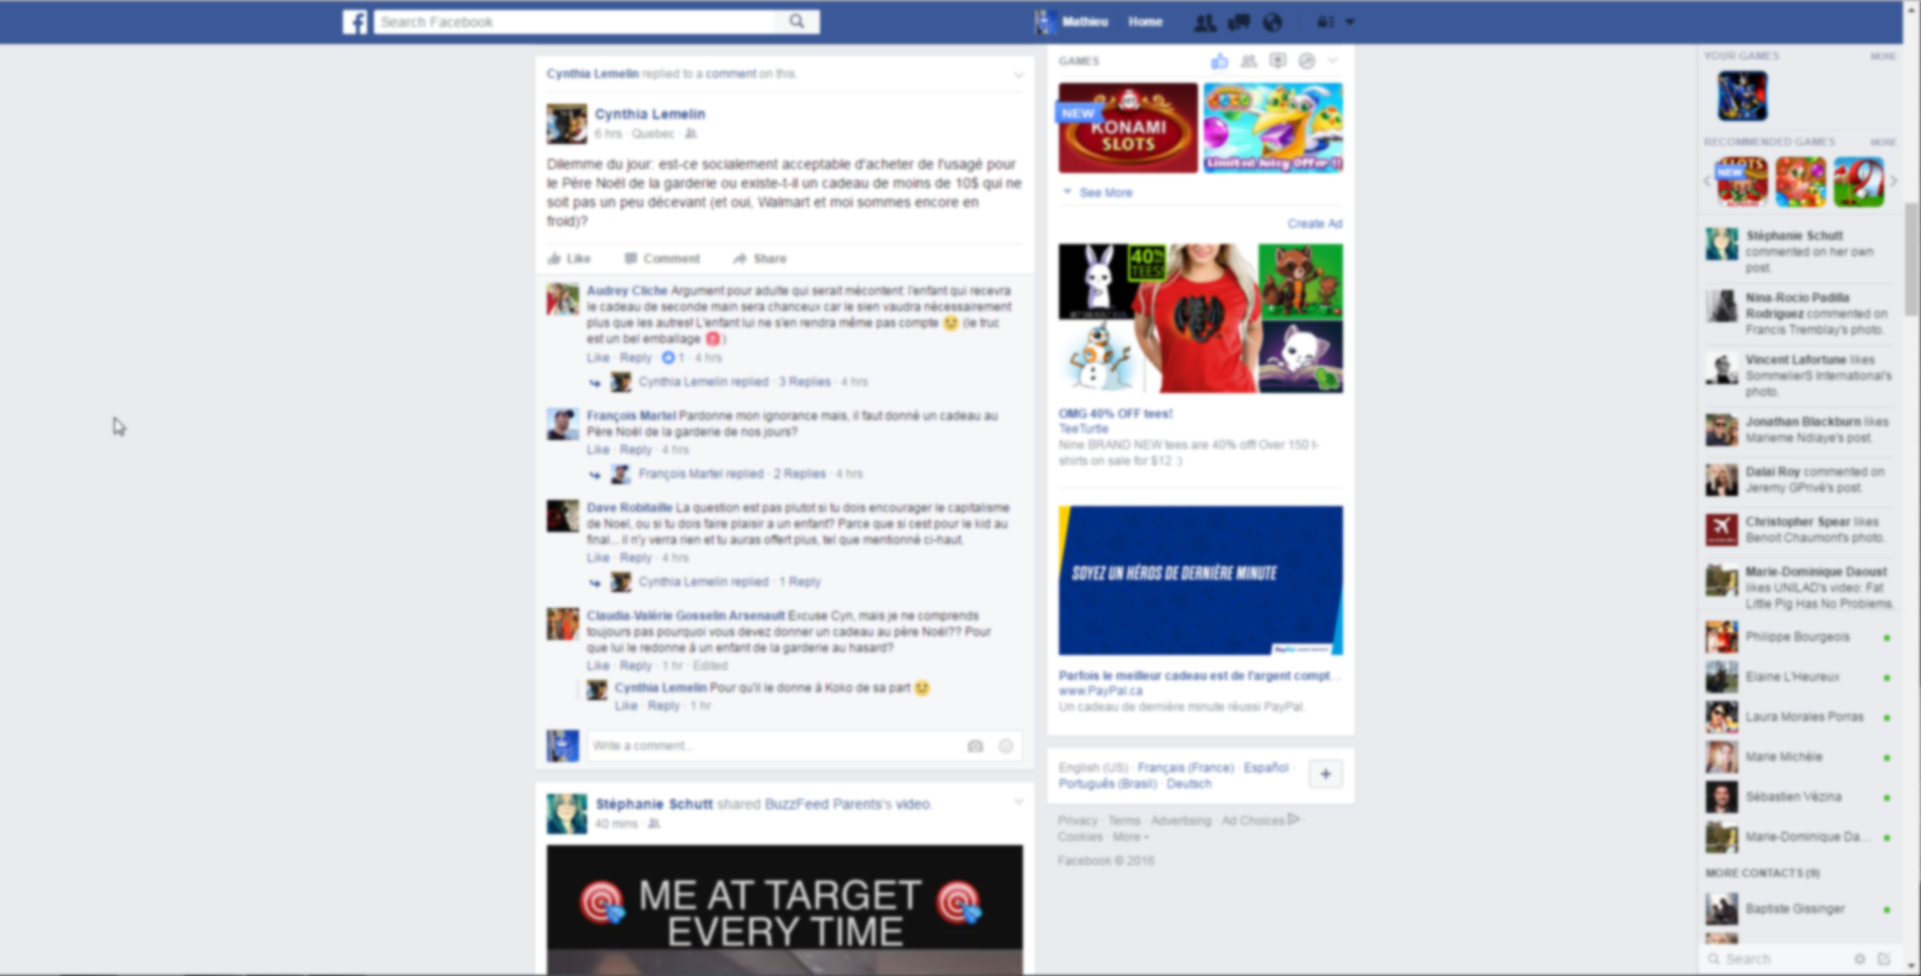 Search Facebook
Mathieu
Home
Cynthia Lemelin replied to a comment on this.
Cynthia Lemelin
6 hrs · Quebec ·
Dilemme du jour: est-ce socialement acceptable d'acheter de l'usagé pour
le Père Noël de la garderie ou existe-t-il un cadeau de moins de 10$ qui ne
soit pas un peu décevant (et oui, Walmart et moi sommes encore en
froid)?
Like Comment Share
Audrey Cliche Argument pour adulte qui serait mécontent: l'enfant qui recevra
le cadeau de seconde main sera chanceux car le sien vaudra nécessairement
plus que les autres! L'enfant lui ne s'en rendra même pas compte 😉 (le truc
est un bel emballage )
Like · Reply · 1 · 4 hrs
Cynthia Lemelin replied · 3 Replies · 4 hrs
François Martel Pardonne mon ignorance mais, il faut donné un cadeau au
Père Noël de la garderie de nos jours?
Like · Reply · 4 hrs
François Martel replied · 2 Replies · 4 hrs
Dave Robitaille La question est pas plutot si tu dois encourager le capitalisme
de Noel, ou si tu dois faire plaisir a un enfant? Parce que si cest pour le kid au
final... il n'y verra rien et tu auras offert plus, tel que mentionné ci-haut.
Like · Reply · 4 hrs
Cynthia Lemelin replied · 1 Reply
Claudia-Valérie Gosselin Arsenault Excuse Cyn, mais je ne comprends
toujours pas pourquoi vous devez donner un cadeau au père Noël?? Pour
que lui le redonne à un enfant de la garderie au hasard?
Like · Reply · 1 hr · Edited
Cynthia Lemelin Pour qu'il le donne à Koko de sa part 😉
Like · Reply · 1 hr
Write a comment...
Stéphanie Schutt shared BuzzFeed Parents's video.
40 mins ·
ME AT TARGET
EVERY TIME
GAMES
NEW
KONAMI
SLOTS
Limited Juicy Offer !!
See More
Create Ad
40%
TEES!
OMG 40% OFF tees!
TeeTurtle
Nine BRAND NEW tees are 40% off! Over 150 t-
shirts on sale for $12 :)
SOYEZ UN HÉROS DE DERNIÈRE MINUTE
PayPal
Parfois le meilleur cadeau est de l'argent compt...
www.PayPal.ca
Un cadeau de dernière minute réussi PayPal.
English (US) · Français (France) · Español ·
Português (Brasil) · Deutsch
+
Privacy · Terms · Advertising · Ad Choices ·
Cookies · More
Facebook © 2016
YOUR GAMES MORE
RECOMMENDED GAMES MORE
SLOTS
NEW
KONAMI
Stéphanie Schutt
commented on her own
post.
Nina-Rocio Padilla
Rodriguez commented on
Francis Tremblay's photo.
Vincent Lafortune likes
SommelierS International's
photo.
Jonathan Blackburn likes
Marieme Ndiaye's post.
Dalai Roy commented on
Jeremy GPrivé's post.
Christopher Spear likes
Benoit Chaumont's photo.
Marie-Dominique Daoust
likes UNILAD's video: Fat
Little Pig Has No Problems.
Philippe Bourgeois
Elaine L'Heureux
Laura Morales Porras
Marie Michèle
Sébastien Vézina
Marie-Dominique Da...
MORE CONTACTS (9)
Baptiste Gissinger
Search